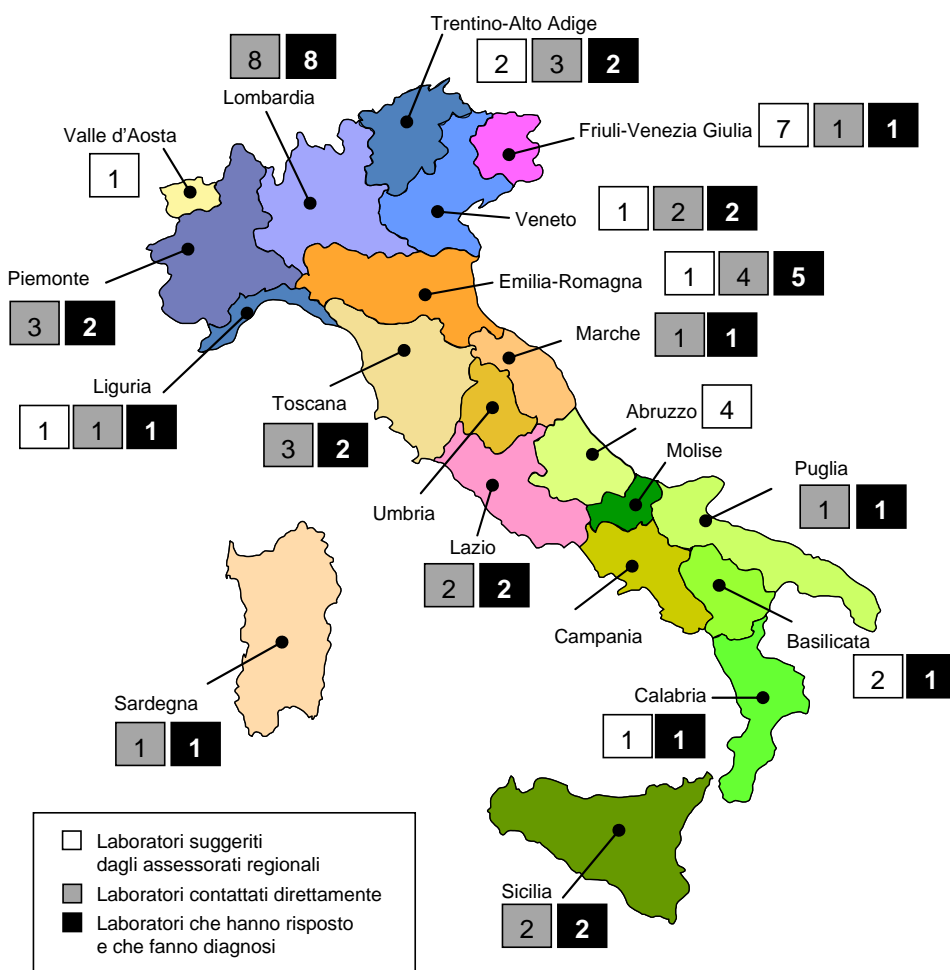 Trentino-Alto Adige
2 3 2
8 8
Lombardia
Friuli-Venezia Giulia 7 1 1
Valle d'Aosta
1
Veneto 1 2 2
Piemonte
3 2
Emilia-Romagna 1 4 5
Marche 1 1
Liguria
1 1 1
Toscana
3 2
Abruzzo 4
Molise
Puglia
1 1
Umbria
Lazio
2 2
Campania
Basilicata
2 1
Sardegna
1 1
Calabria
1 1
Sicilia
2 2
Laboratori suggeriti
dagli assessorati regionali
Laboratori contattati direttamente
Laboratori che hanno risposto
e che fanno diagnosi